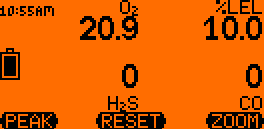 10:55AM O₂ %LEL
20.9 10.0
0 0
H₂S CO
PEAK RESET ZOOM